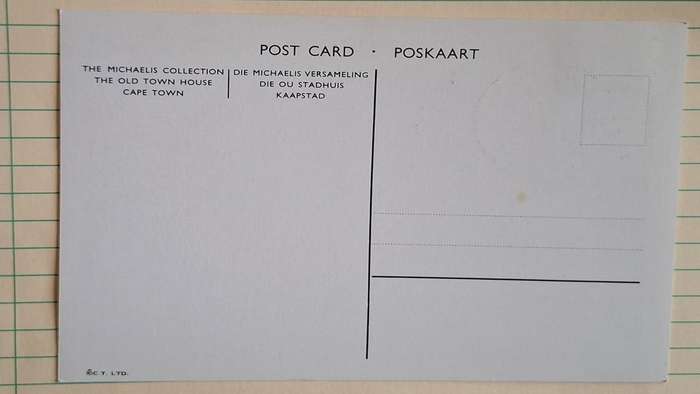 POST CARD · POSKAART
THE MICHAELIS COLLECTION
THE OLD TOWN HOUSE
CAPE TOWN
DIE MICHAELIS VERSAMELING
DIE OU STADHUIS
KAAPSTAD
T. LTD.